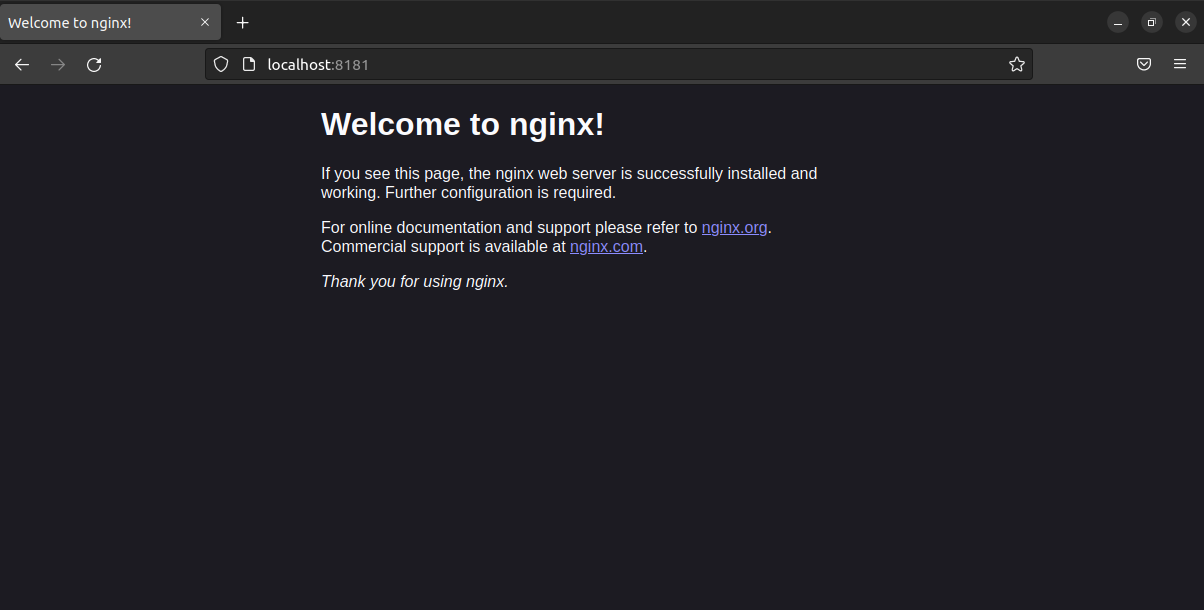 Welcome to nginx!
localhost:8181
Welcome to nginx!
If you see this page, the nginx web server is successfully installed and
working. Further configuration is required.
For online documentation and support please refer to nginx.org.
Commercial support is available at nginx.com.
Thank you for using nginx.